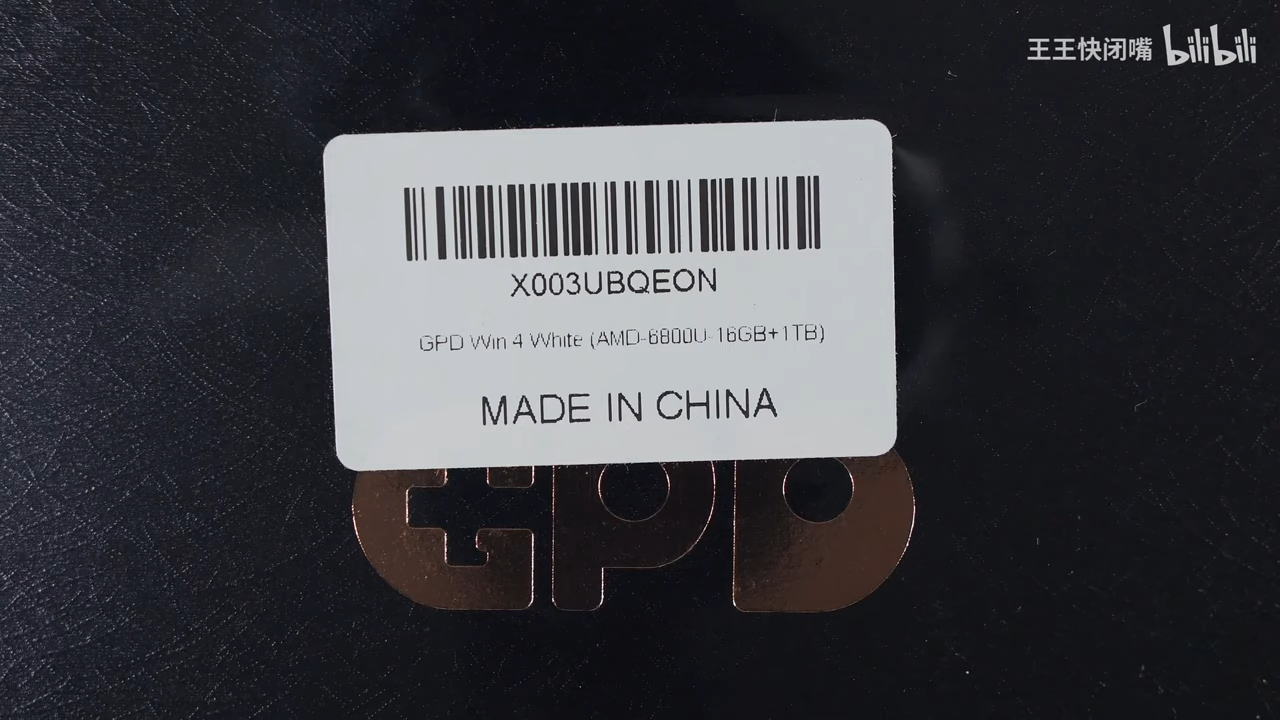 王王快闭嘴 bilibili
X003UBQEON
GPD Win 4 White (AMD-6800U-16GB+1TB)
MADE IN CHINA
GPD